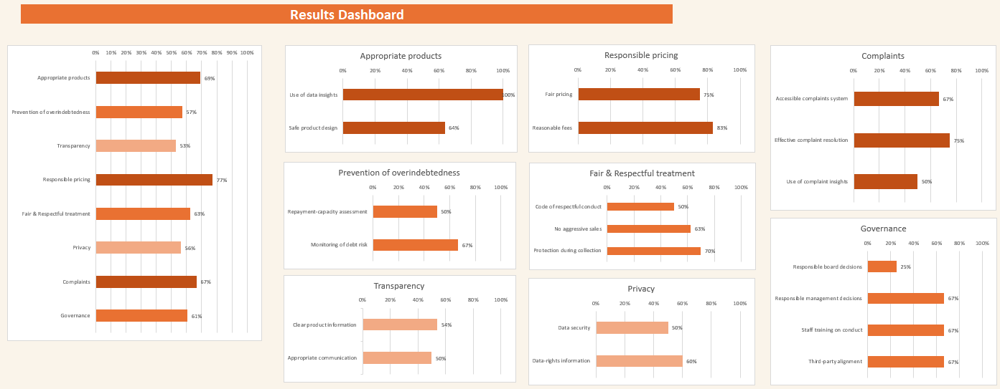 Results Dashboard
0% 10% 20% 30% 40% 50% 60% 70% 80% 90% 100%
Appropriate products 69%
Prevention of overindebtedness 57%
Transparency 53%
Responsible pricing 77%
Fair & Respectful treatment 63%
Privacy 56%
Complaints 67%
Governance 61%
Appropriate products
0% 20% 40% 60% 80% 100%
Use of data insights 100%
Safe product design 64%
Prevention of overindebtedness
0% 20% 40% 60% 80% 100%
Repayment-capacity assessment 50%
Monitoring of debt risk 67%
Transparency
0% 20% 40% 60% 80% 100%
Clear product information 54%
Appropriate communication 50%
Responsible pricing
0% 20% 40% 60% 80% 100%
Fair pricing 75%
Reasonable fees 83%
Fair & Respectful treatment
0% 20% 40% 60% 80% 100%
Code of respectful conduct 50%
No aggressive sales 63%
Protection during collection 70%
Privacy
0% 20% 40% 60% 80% 100%
Data security 50%
Data-rights information 60%
Complaints
0% 20% 40% 60% 80% 100%
Accessible complaints system 67%
Effective complaint resolution 75%
Use of complaint insights 50%
Governance
0% 20% 40% 60% 80% 100%
Responsible board decisions 25%
Responsible management decisions 67%
Staff training on conduct 67%
Third-party alignment 67%